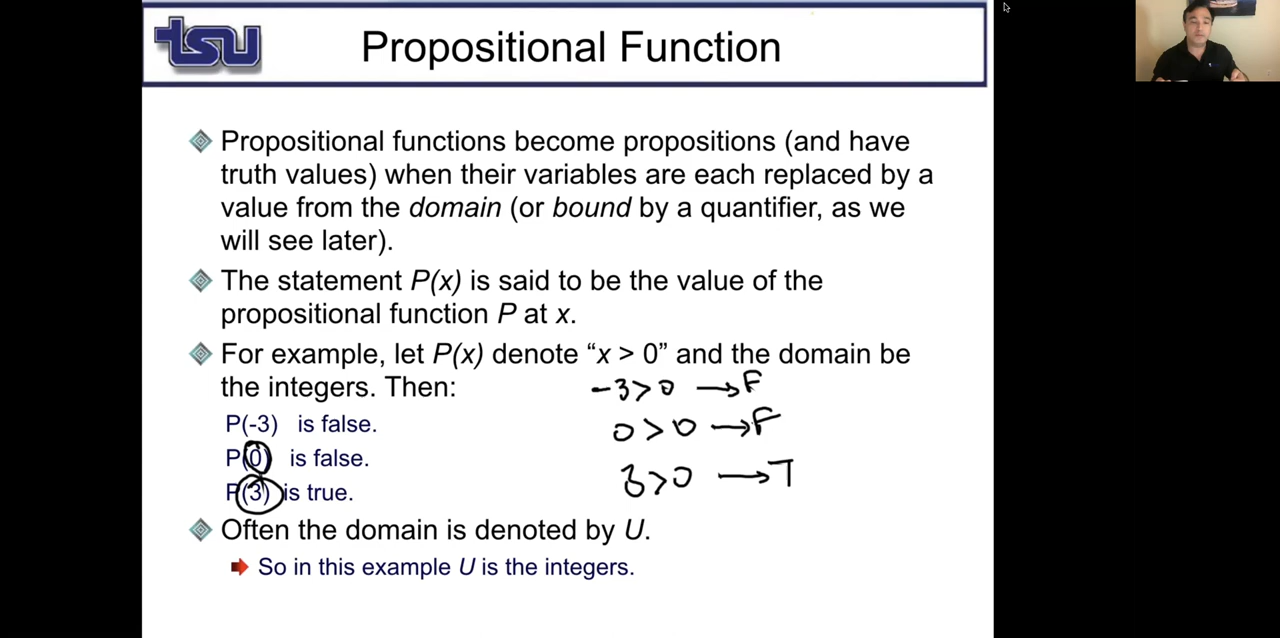 tsu
Propositional Function
Propositional functions become propositions (and have
truth values) when their variables are each replaced by a
value from the domain (or bound by a quantifier, as we
will see later).
The statement P(x) is said to be the value of the
propositional function P at x.
For example, let P(x) denote “x > 0” and the domain be
the integers. Then:
-3>0 →F
P(-3) is false.
0>0 →F
P(0) is false.
3>0 →T
P(3) is true.
Often the domain is denoted by U.
So in this example U is the integers.